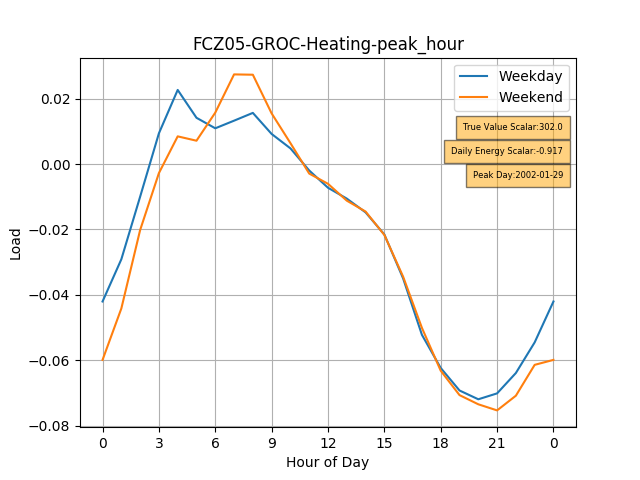 FCZ05-GROC-Heating-peak_hour
Weekday
Weekend
True Value Scalar:302.0
Daily Energy Scalar:-0.917
Peak Day:2002-01-29
0.02
0.00
−0.02
−0.04
−0.06
−0.08
Load
0 3 6 9 12 15 18 21 0
Hour of Day